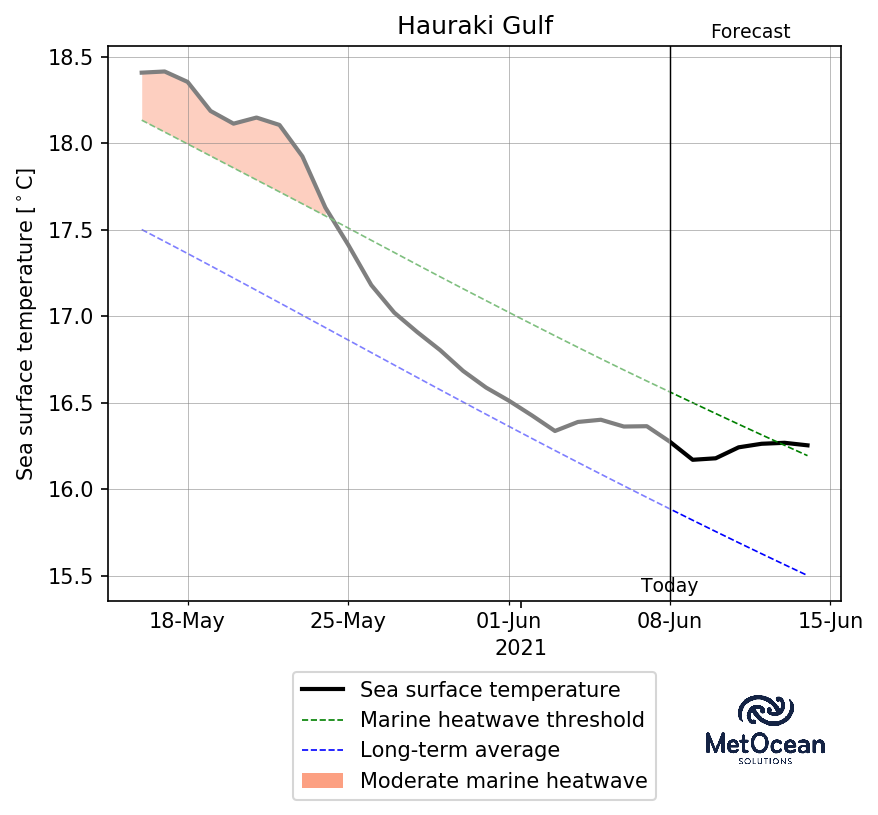 Hauraki Gulf
Forecast
Sea surface temperature [°C]
18.5
18.0
17.5
17.0
16.5
16.0
15.5
Today
18-May 25-May 01-Jun 08-Jun 15-Jun
2021
Sea surface temperature
Marine heatwave threshold
Long-term average
Moderate marine heatwave
MetOcean
SOLUTIONS